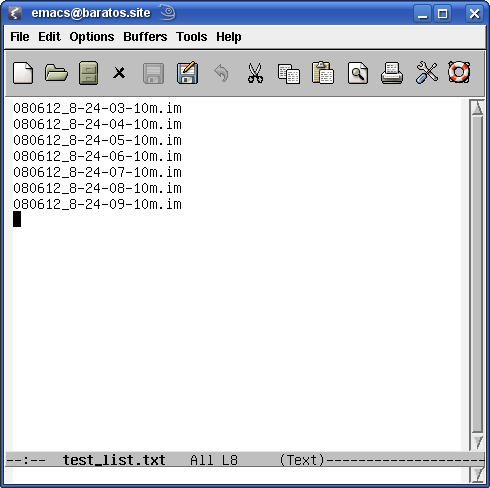 emacs@baratos.site
File Edit Options Buffers Tools Help
080612_8-24-03-10m.im
080612_8-24-04-10m.im
080612_8-24-05-10m.im
080612_8-24-06-10m.im
080612_8-24-07-10m.im
080612_8-24-08-10m.im
080612_8-24-09-10m.im
--:-- test_list.txt All L8 (Text)--------------------